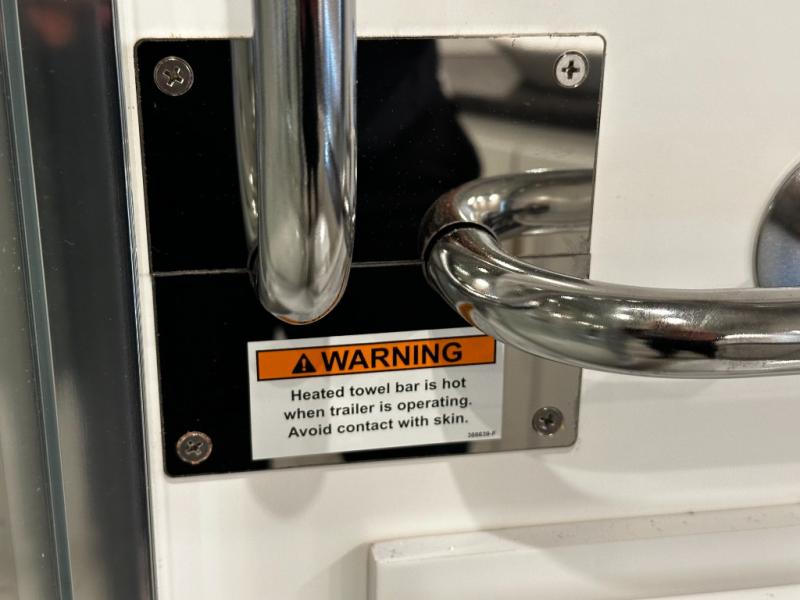 WARNING
Heated towel bar is hot
when trailer is operating.
Avoid contact with skin.